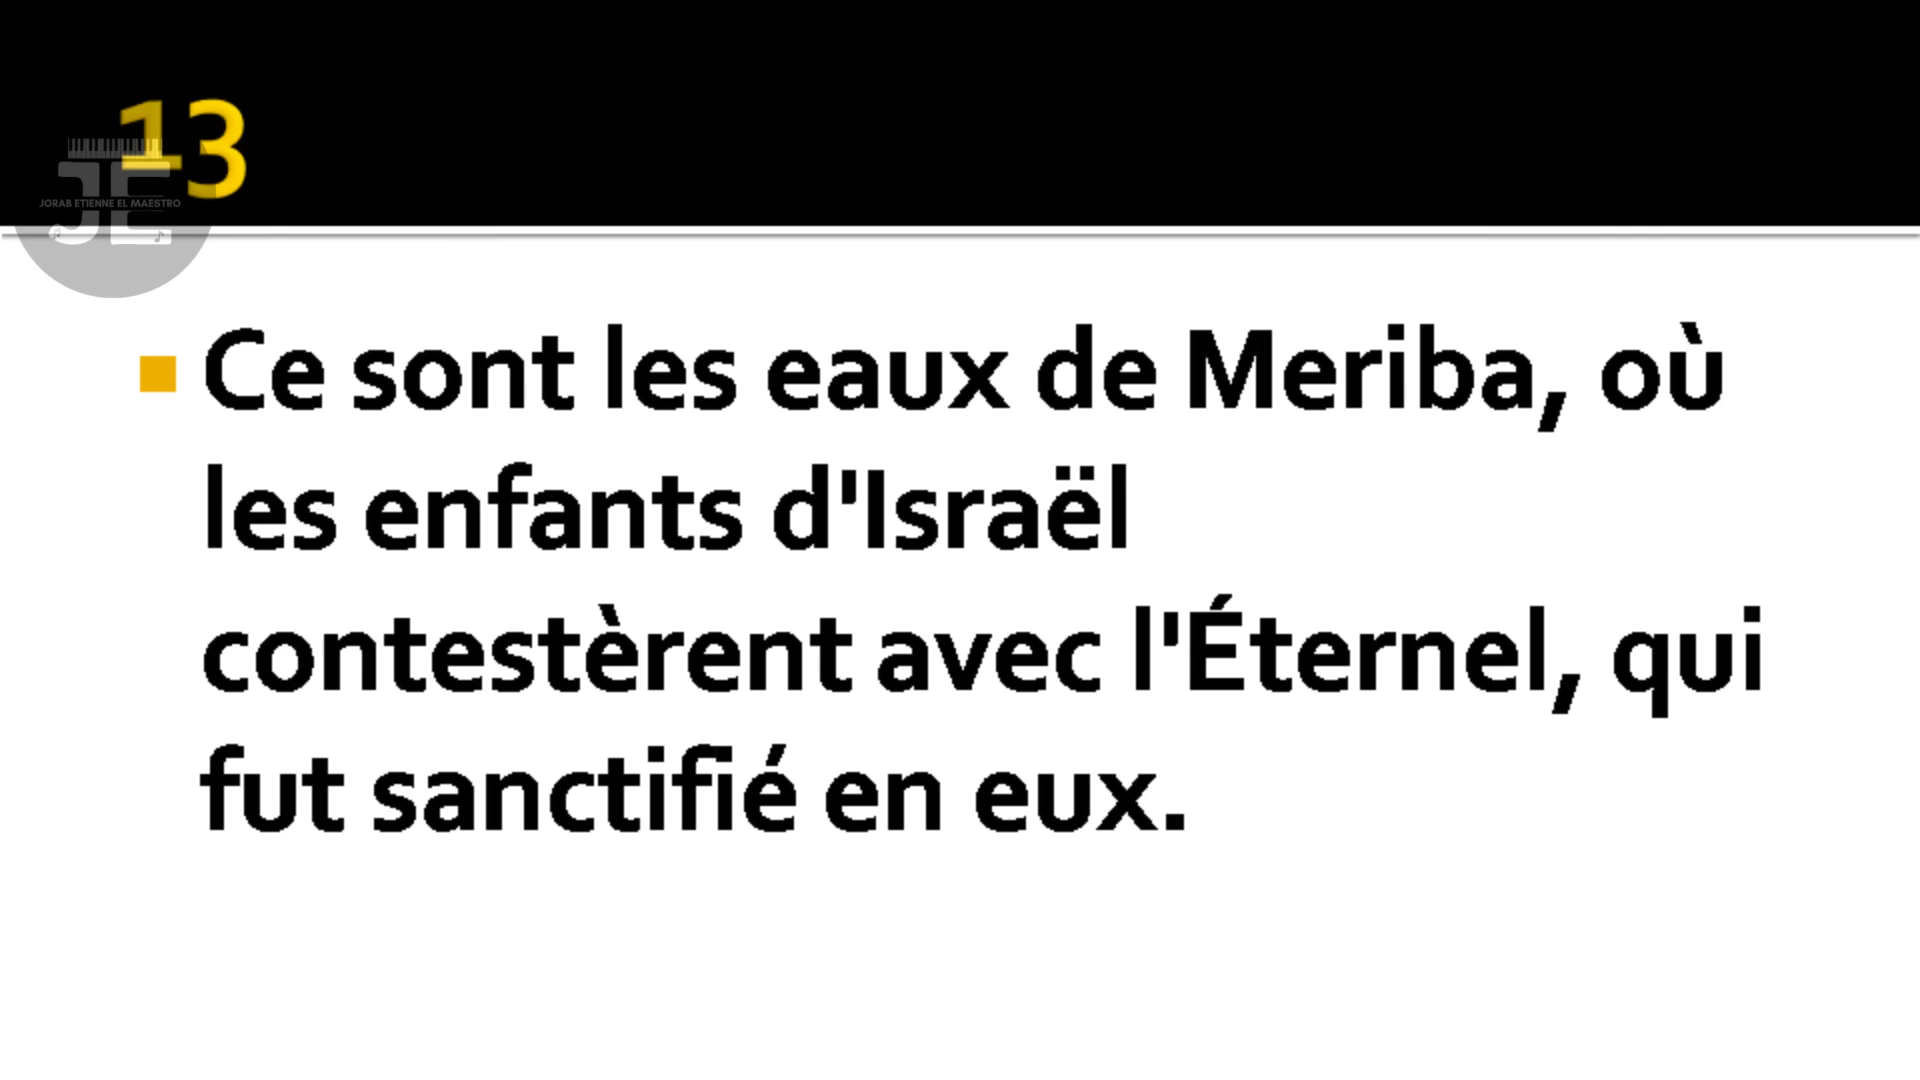 13
JE
JORAB ETIENNE EL MAESTRO
Ce sont les eaux de Meriba, où
les enfants d'Israël
contestèrent avec l'Éternel, qui
fut sanctifié en eux.